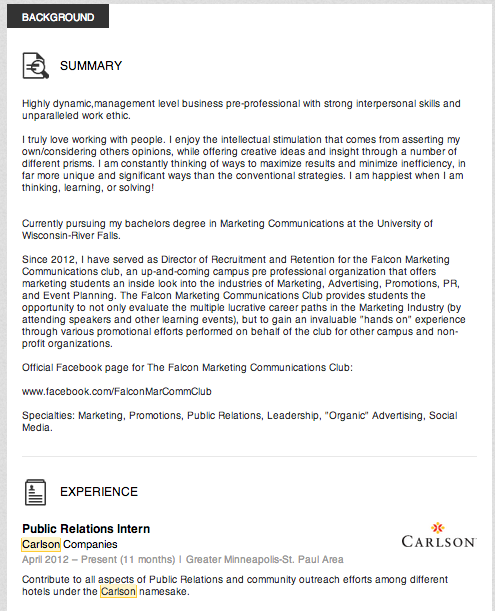 BACKGROUND
SUMMARY
Highly dynamic,management level business pre-professional with strong interpersonal skills and
unparalleled work ethic.
I truly love working with people. I enjoy the intellectual stimulation that comes from asserting my
own/considering others opinions, while offering creative ideas and insight through a number of
different prisms. I am constantly thinking of ways to maximize results and minimize inefficiency, in
far more unique and significant ways than the conventional strategies. I am happiest when I am
thinking, learning, or solving!
Currently pursuing my bachelors degree in Marketing Communications at the University of
Wisconsin-River Falls.
Since 2012, I have served as Director of Recruitment and Retention for the Falcon Marketing
Communications club, an up-and-coming campus pre professional organization that offers
marketing students an inside look into the industries of Marketing, Advertising, Promotions, PR,
and Event Planning. The Falcon Marketing Communications Club provides students the
opportunity to not only evaluate the multiple lucrative career paths in the Marketing Industry (by
attending speakers and other learning events), but to gain an invaluable "hands on" experience
through various promotional efforts performed on behalf of the club for other campus and non-
profit organizations.
Official Facebook page for The Falcon Marketing Communications Club:
www.facebook.com/FalconMarCommClub
Specialties: Marketing, Promotions, Public Relations, Leadership, "Organic" Advertising, Social
Media.
EXPERIENCE
Public Relations Intern
Carlson Companies
CARLSON
April 2012 – Present (11 months) | Greater Minneapolis-St. Paul Area
Contribute to all aspects of Public Relations and community outreach efforts among different
hotels under the Carlson namesake.